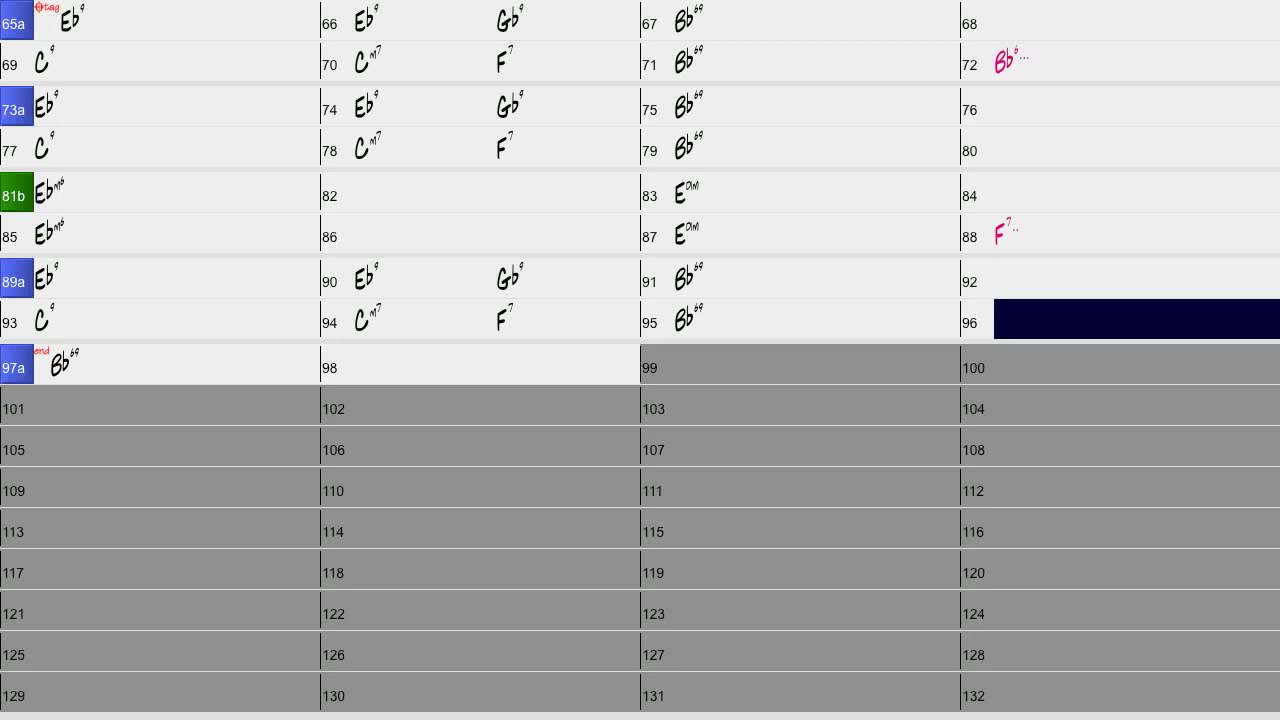 65a tag Eb9 66 Eb9 Gb9 67 Bb69 68
69 C9 70 Cm7 F7 71 Bb69 72 Bb6...
73a Eb9 74 Eb9 Gb9 75 Bb69 76
77 C9 78 Cm7 F7 79 Bb69 80
81b Ebm6 82 83 EDIM 84
85 Ebm6 86 87 EDIM 88 F7..
89a Eb9 90 Eb9 Gb9 91 Bb69 92
93 C9 94 Cm7 F7 95 Bb69 96
97a end Bb69 98 99 100
101 102 103 104
105 106 107 108
109 110 111 112
113 114 115 116
117 118 119 120
121 122 123 124
125 126 127 128
129 130 131 132